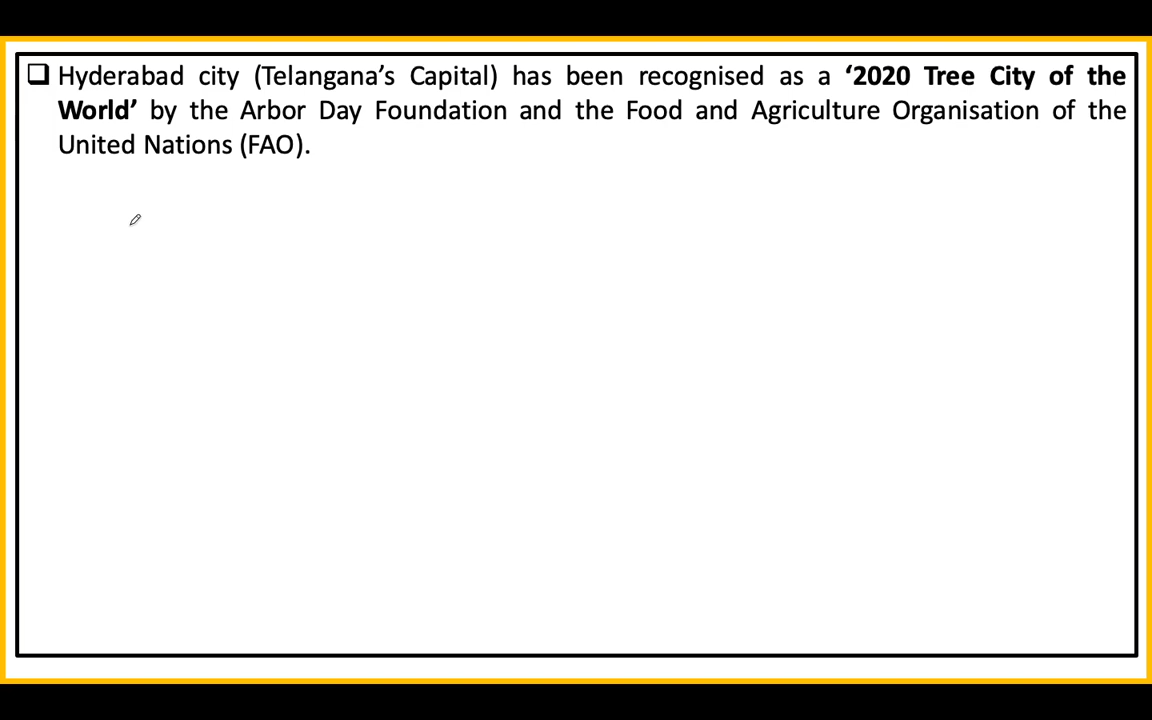 ❑ Hyderabad city (Telangana’s Capital) has been recognised as a ‘2020 Tree City of the
World’ by the Arbor Day Foundation and the Food and Agriculture Organisation of the
United Nations (FAO).